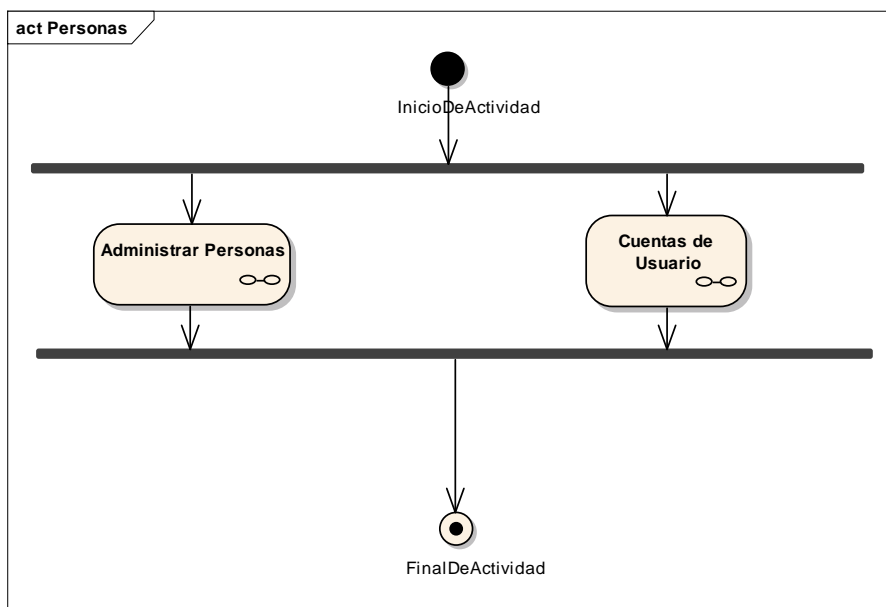 act Personas
InicioDeActividad
Administrar Personas
Cuentas de
Usuario
FinalDeActividad